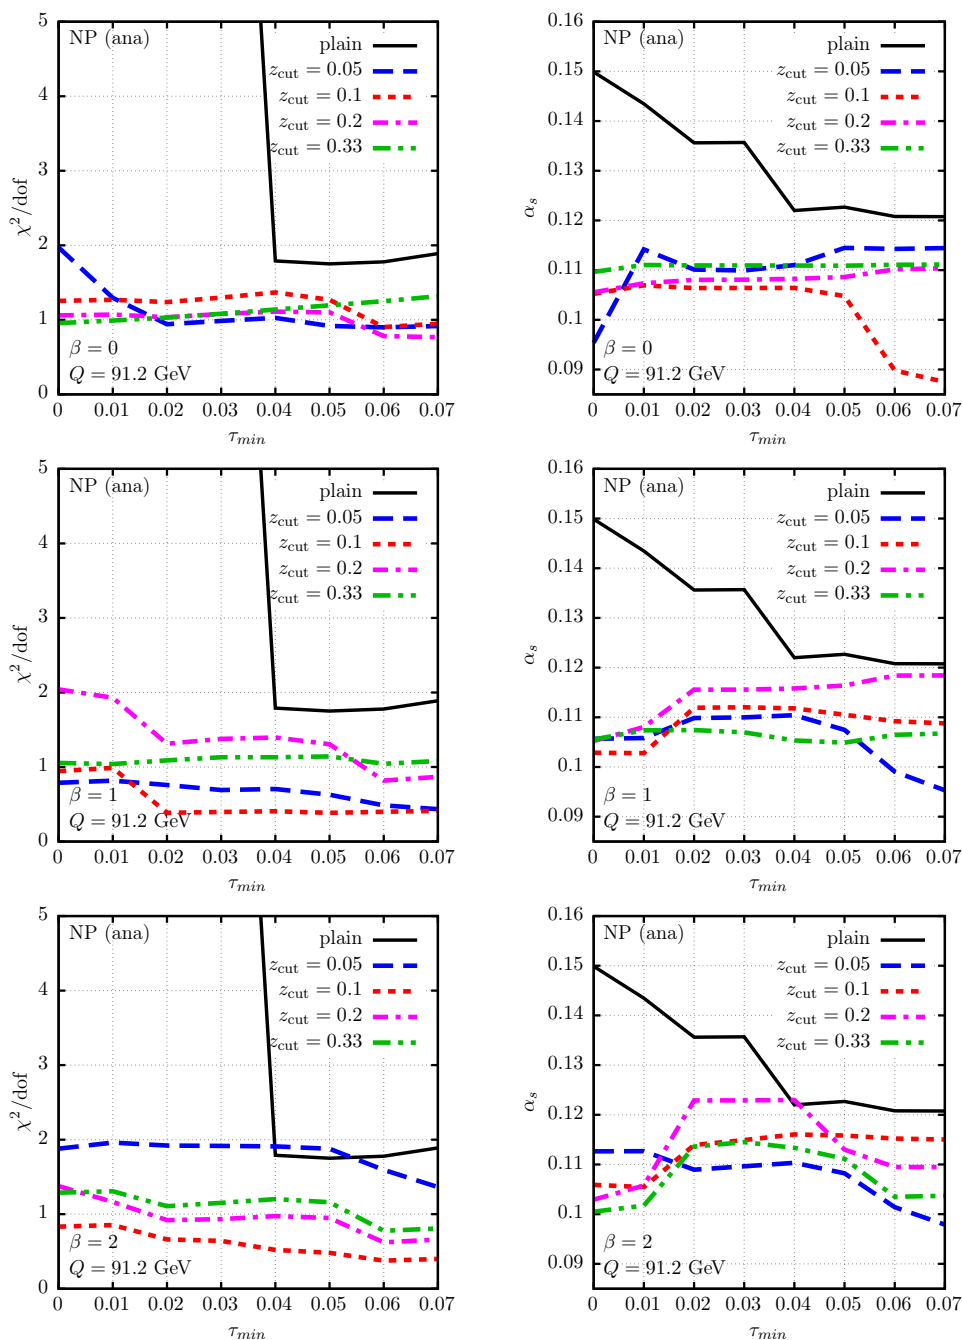 5
4
3
2
1
0
χ²/dof
NP (ana)
plain
z_cut = 0.05
z_cut = 0.1
z_cut = 0.2
z_cut = 0.33
β = 0
Q = 91.2 GeV
0 0.01 0.02 0.03 0.04 0.05 0.06 0.07
τ_min
0.16
0.15
0.14
0.13
0.12
0.11
0.1
0.09
α_s
NP (ana)
plain
z_cut = 0.05
z_cut = 0.1
z_cut = 0.2
z_cut = 0.33
β = 0
Q = 91.2 GeV
0 0.01 0.02 0.03 0.04 0.05 0.06 0.07
τ_min
5
4
3
2
1
0
χ²/dof
NP (ana)
plain
z_cut = 0.05
z_cut = 0.1
z_cut = 0.2
z_cut = 0.33
β = 1
Q = 91.2 GeV
0 0.01 0.02 0.03 0.04 0.05 0.06 0.07
τ_min
0.16
0.15
0.14
0.13
0.12
0.11
0.1
0.09
α_s
NP (ana)
plain
z_cut = 0.05
z_cut = 0.1
z_cut = 0.2
z_cut = 0.33
β = 1
Q = 91.2 GeV
0 0.01 0.02 0.03 0.04 0.05 0.06 0.07
τ_min
5
4
3
2
1
0
χ²/dof
NP (ana)
plain
z_cut = 0.05
z_cut = 0.1
z_cut = 0.2
z_cut = 0.33
β = 2
Q = 91.2 GeV
0 0.01 0.02 0.03 0.04 0.05 0.06 0.07
τ_min
0.16
0.15
0.14
0.13
0.12
0.11
0.1
0.09
α_s
NP (ana)
plain
z_cut = 0.05
z_cut = 0.1
z_cut = 0.2
z_cut = 0.33
β = 2
Q = 91.2 GeV
0 0.01 0.02 0.03 0.04 0.05 0.06 0.07
τ_min